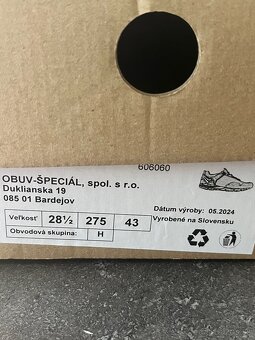 606060
OBUV-ŠPECIÁL, spol. s r.o.
Duklianska 19
085 01 Bardejov
Dátum výroby: 05.2024
Veľkosť 28½ 275 43
Vyrobené na Slovensku
Obvodová skupina: H